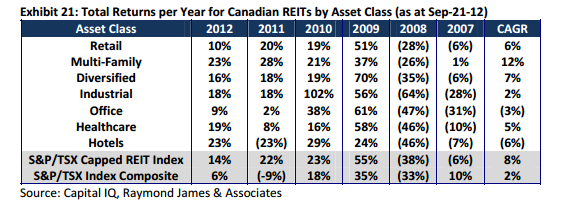 Exhibit 21: Total Returns per Year for Canadian REITs by Asset Class (as at Sep-21-12)
Asset Class 2012 2011 2010 2009 2008 2007 CAGR
Retail 10% 20% 19% 51% (28%) (6%) 6%
Multi-Family 23% 28% 21% 37% (26%) 1% 12%
Diversified 16% 18% 19% 70% (35%) (6%) 7%
Industrial 18% 18% 102% 56% (64%) (28%) 2%
Office 9% 2% 38% 61% (47%) (31%) (3%)
Healthcare 19% 8% 16% 58% (46%) (10%) 5%
Hotels 23% (23%) 29% 24% (46%) (7%) (6%)
S&P/TSX Capped REIT Index 14% 22% 23% 55% (38%) (6%) 8%
S&P/TSX Index Composite 6% (-9%) 18% 35% (33%) 10% 2%
Source: Capital IQ, Raymond James & Associates